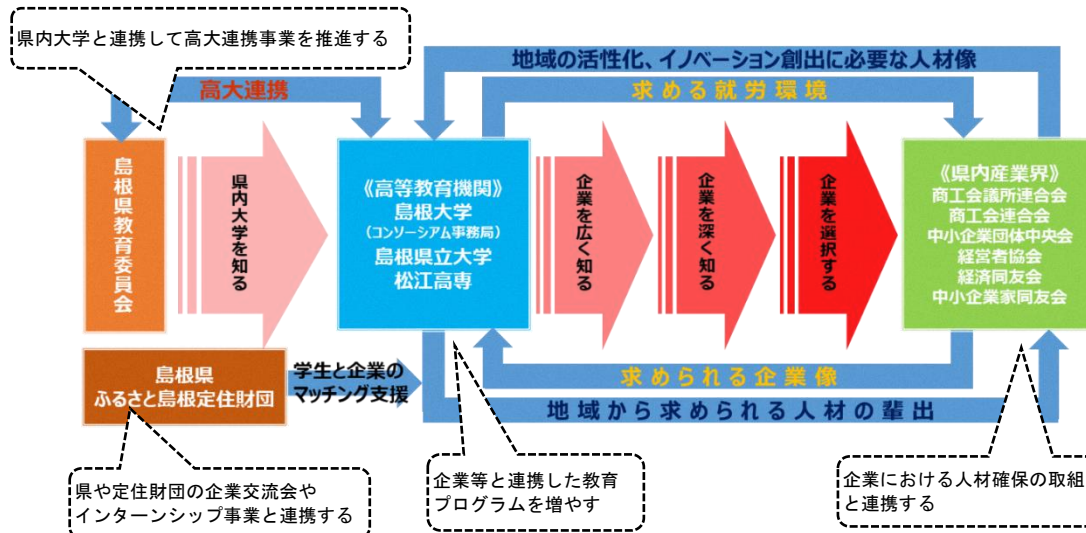 県内大学と連携して高大連携事業を推進する
地域の活性化、イノベーション創出に必要な人材像
高大連携
求める就労環境
島根県教育委員会
県内大学を知る
《高等教育機関》
島根大学
(コンソーシアム事務局)
島根県立大学
松江高専
企業を広く知る
企業を深く知る
企業を選択する
《県内産業界》
商工会議所連合会
商工会連合会
中小企業団体中央会
経営者協会
経済同友会
中小企業家同友会
島根県
ふるさと島根定住財団
学生と企業の
マッチング支援
求められる企業像
地域から求められる人材の輩出
県や定住財団の企業交流会や
インターンシップ事業と連携する
企業等と連携した教育
プログラムを増やす
企業における人材確保の取組
と連携する